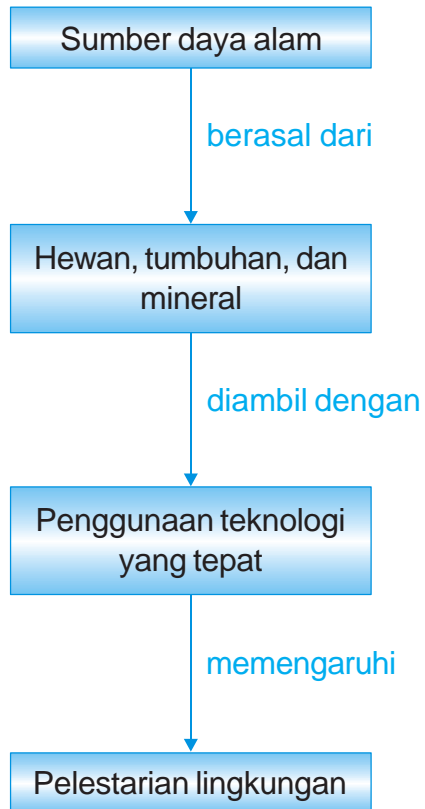 Sumber daya alam
berasal dari
Hewan, tumbuhan, dan
mineral
diambil dengan
Penggunaan teknologi
yang tepat
memengaruhi
Pelestarian lingkungan